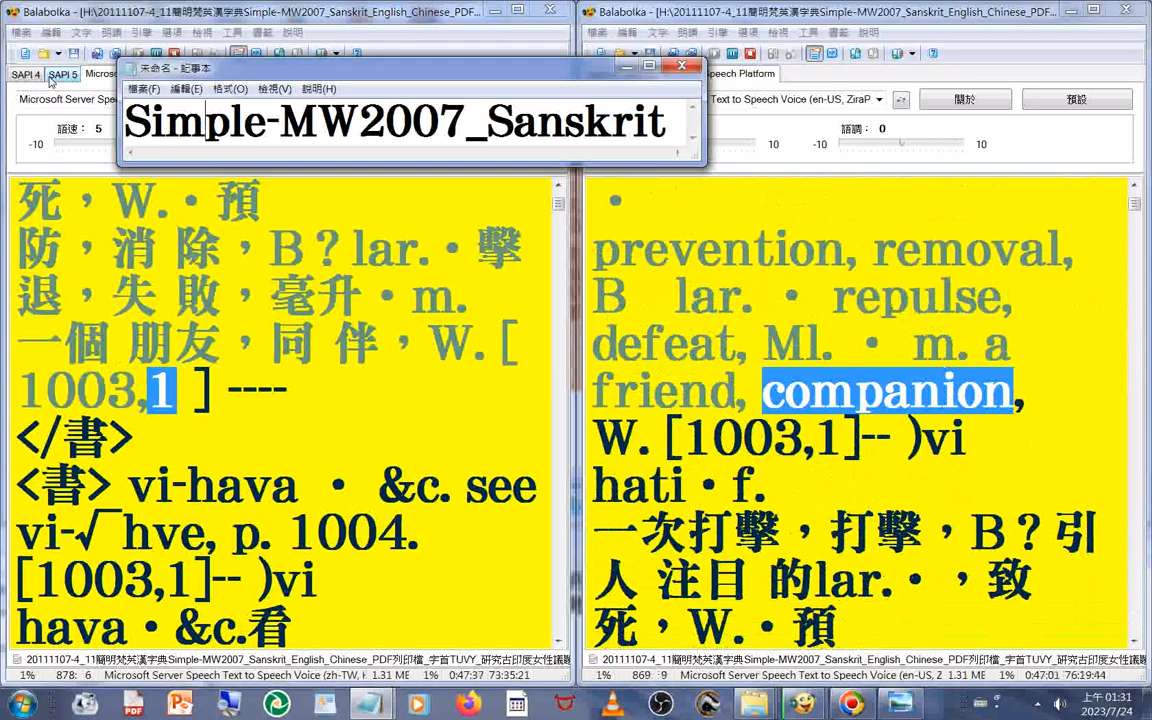 Balabolka - [H:\20111107-4_11簡明梵英漢字典Simple-MW2007_Sanskrit_English_Chinese_PDF...
檔案 編輯 文字 朗讀 引擎 選項 檢視 書籤 說明
SAPI 4 SAPI 5 Microso
Microsoft Server Spe
語速： 5
-10
未命名 - 記事本
檔案(F) 編輯(E) 格式(O) 檢視(V) 說明(H)
Simple-MW2007_Sanskrit
死，W.‧預
防，消 除，B？lar.‧擊
退，失 敗，毫升‧m.
一個 朋友，同 伴，W. [
1003,1 ] ----
</書>
<書> vi-hava ‧ &c. see
vi-√hve, p. 1004.
[1003,1]-- )vi
hava‧&c.看
20111107-4_11簡明梵英漢字典Simple-MW2007_Sanskrit_English_Chinese_PDF列印檔_字首TUVY_研究古印度女性議題
1% 878: 6 Microsoft Server Speech Text to Speech Voice (zh-TW, H 1.31 ME 1% 0:47:37 73:35:21
Balabolka - [H:\20111107-4_11簡明梵英漢字典Simple-MW2007_Sanskrit_English_Chinese_PDF...
檔案 編輯 文字 朗讀 引擎 選項 檢視 書籤 說明
peech Platform
Text to Speech Voice (en-US, ZiraP
關於
預設
語調： 0
10 -10 10
‧
prevention, removal,
B lar. ‧ repulse,
defeat, Ml. ‧ m. a
friend, companion,
W. [1003,1]-- )vi
hati‧f.
一次打擊，打擊，B？引
人 注目 的lar.‧，致
死，W.‧預
20111107-4_11簡明梵英漢字典Simple-MW2007_Sanskrit_English_Chinese_PDF列印檔_字首TUVY_研究古印度女性議題
1% 869: 9 Microsoft Server Speech Text to Speech Voice (en-US, Z 1.31 ME 1% 0:47:01 76:19:44
上午 01:31
2023/7/24